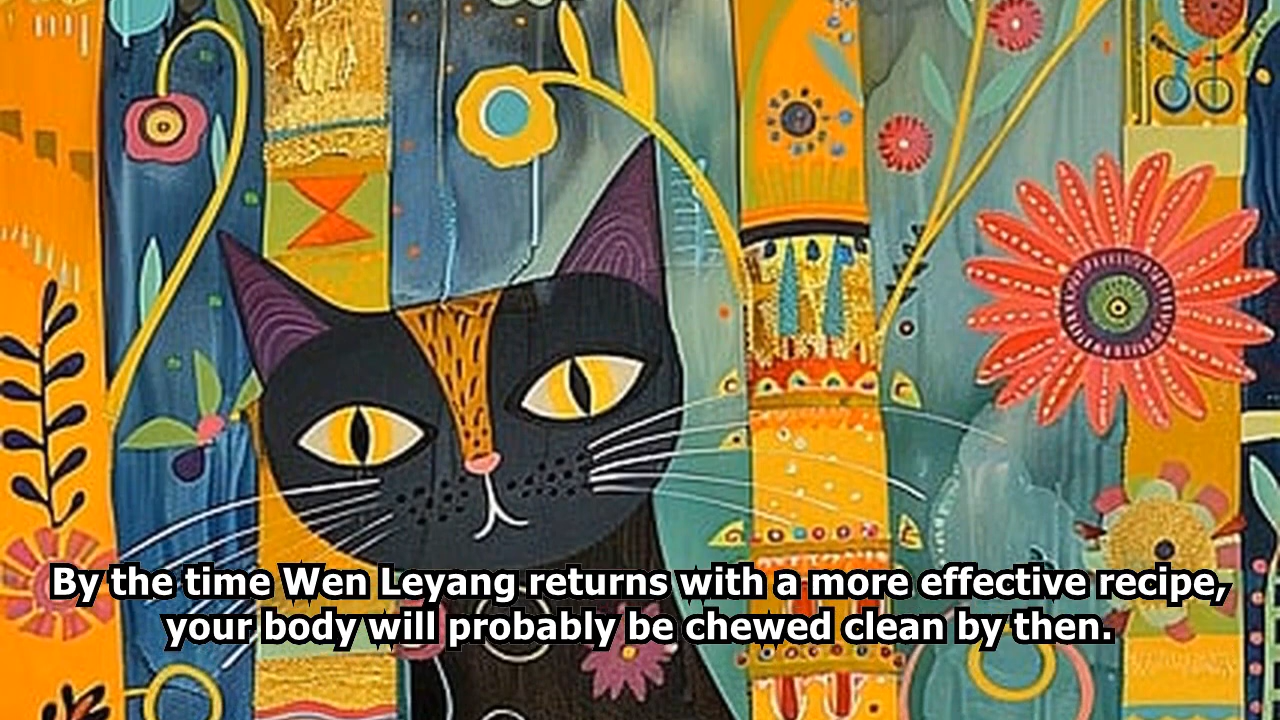 By the time Wen Leyang returns with a more effective recipe,
your body will probably be chewed clean by then.